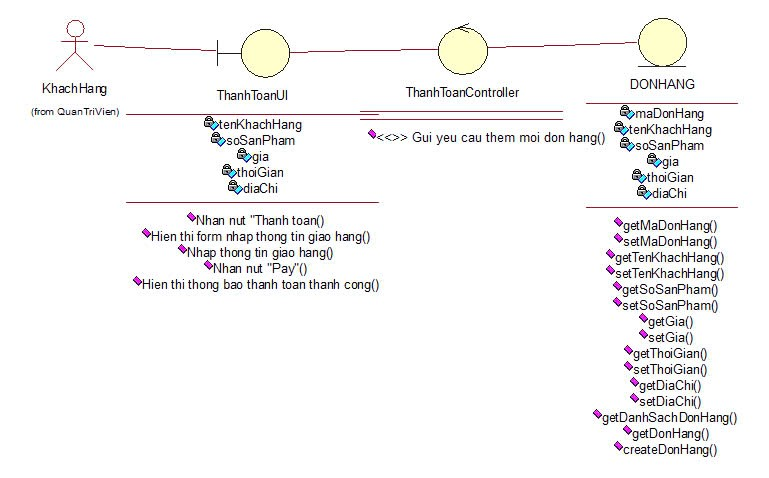 KhachHang
(from QuanTriVien)
ThanhToanUI
tenKhachHang
soSanPham
gia
thoiGian
diaChi
Nhan nut "Thanh toan()
Hien thi form nhap thong tin giao hang()
Nhap thong tin giao hang()
Nhan nut "Pay"()
Hien thi thong bao thanh toan thanh cong()
ThanhToanController
<<>> Gui yeu cau them moi don hang()
DONHANG
maDonHang
tenKhachHang
soSanPham
gia
thoiGian
diaChi
getMaDonHang()
setMaDonHang()
getTenKhachHang()
setTenKhachHang()
getSoSanPham()
setSoSanPham()
getGia()
setGia()
getThoiGian()
setThoiGian()
getDiaChi()
setDiaChi()
getDanhSachDonHang()
getDonHang()
createDonHang()